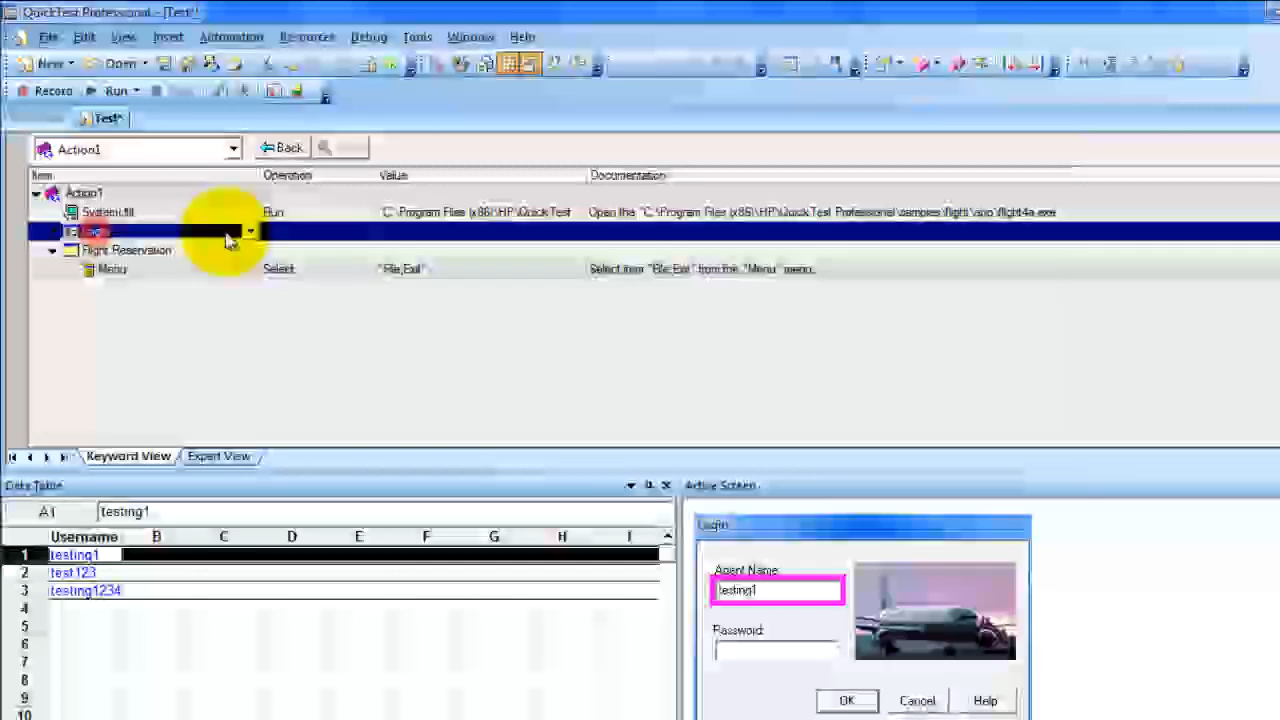 QuickTest Professional - [Test*]
File Edit View Insert Automation Resources Debug Tools Window Help
New Open
Record Run
Test*
Action1 Back
Item Operation Value Documentation
Action1
SystemUtil Run "C:\Program Files (x86)\HP\QuickTest Open the "C:\Program Files (x86)\HP\QuickTest Professional\samples\flight\app\flight4a.exe
Flight Reservation
Menu Select "File;Exit" Select item "File;Exit" from the "Menu" menu.
Keyword View Expert View
Data Table Active Screen
A1 testing1
Username B C D E F G H I
1 testing1
2 test123
3 testing1234
4
5
6
7
8
9
10
Login
Agent Name:
testing1
Password:
OK Cancel Help